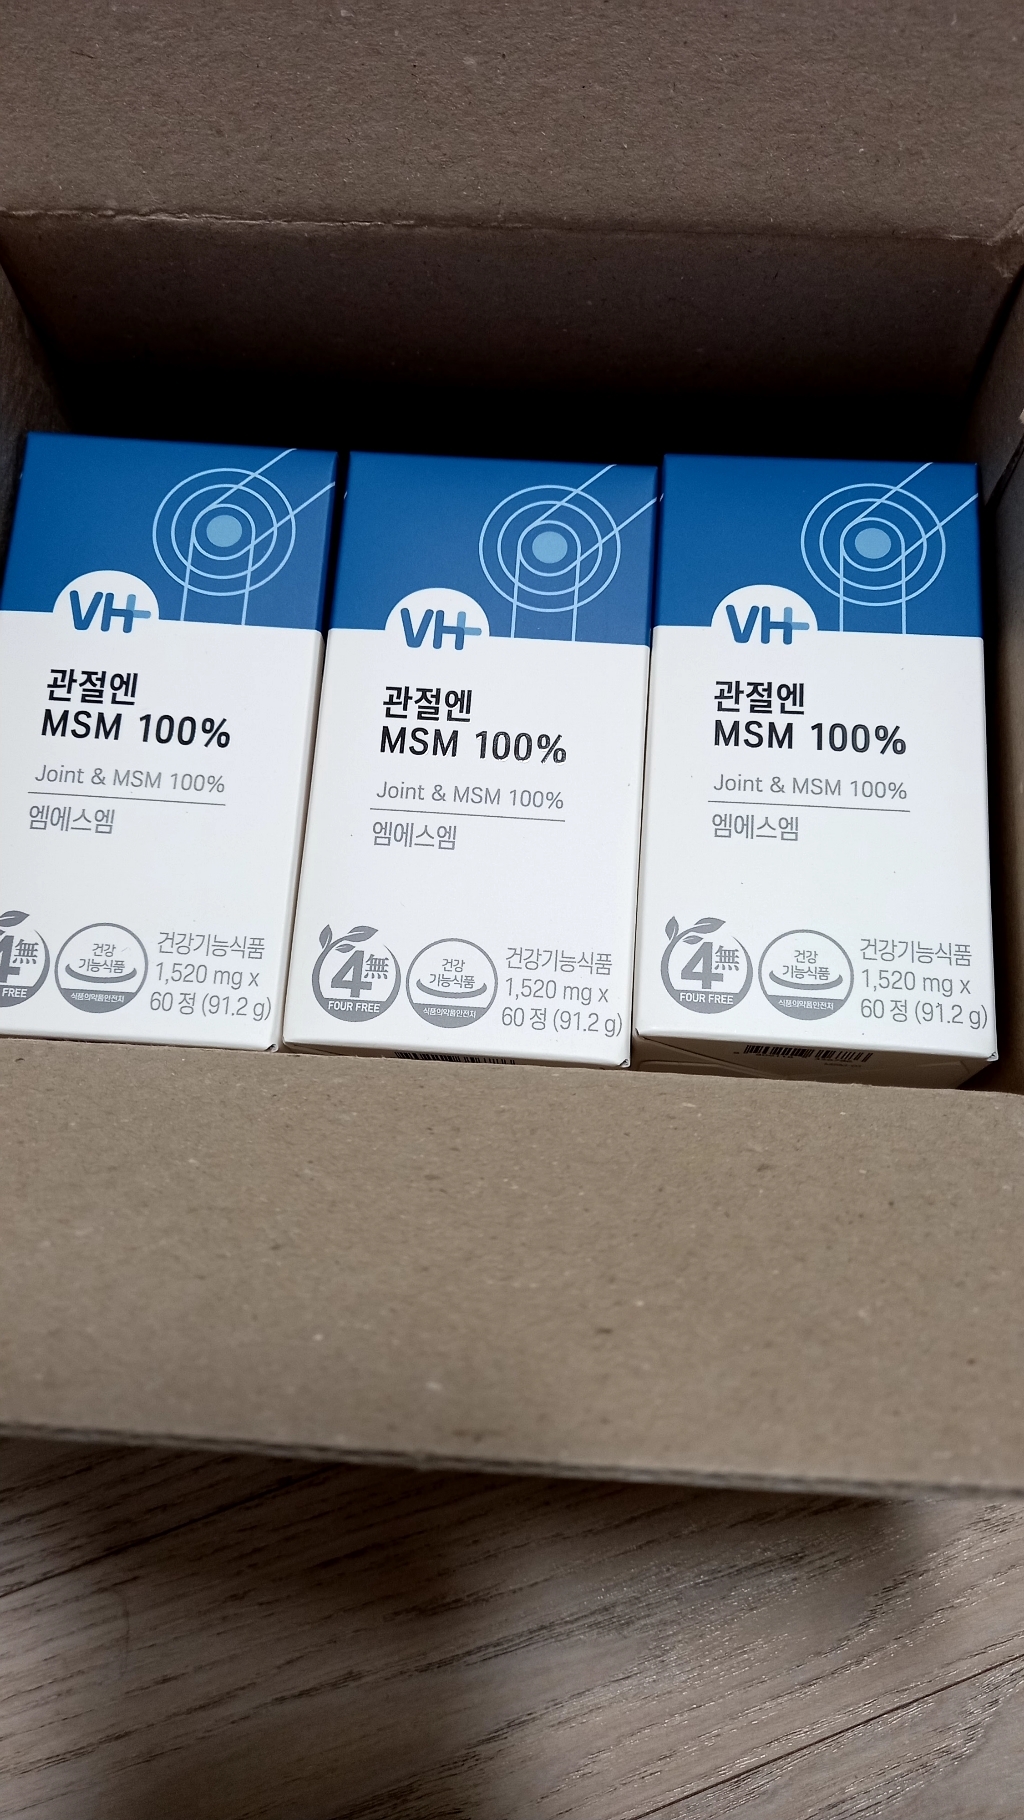 VH+
관절엔
MSM 100%
Joint & MSM 100%
엠에스엠
4無
FREE
건강
기능식품
식품의약품안전처
건강기능식품
1,520 mg x
60 정 (91.2 g)
VH+
관절엔
MSM 100%
Joint & MSM 100%
엠에스엠
4無
FOUR FREE
건강
기능식품
식품의약품안전처
건강기능식품
1,520 mg x
60 정 (91.2 g)
VH+
관절엔
MSM 100%
Joint & MSM 100%
엠에스엠
4無
FOUR FREE
건강
기능식품
식품의약품안전처
건강기능식품
1,520 mg x
60 정 (91.2 g)